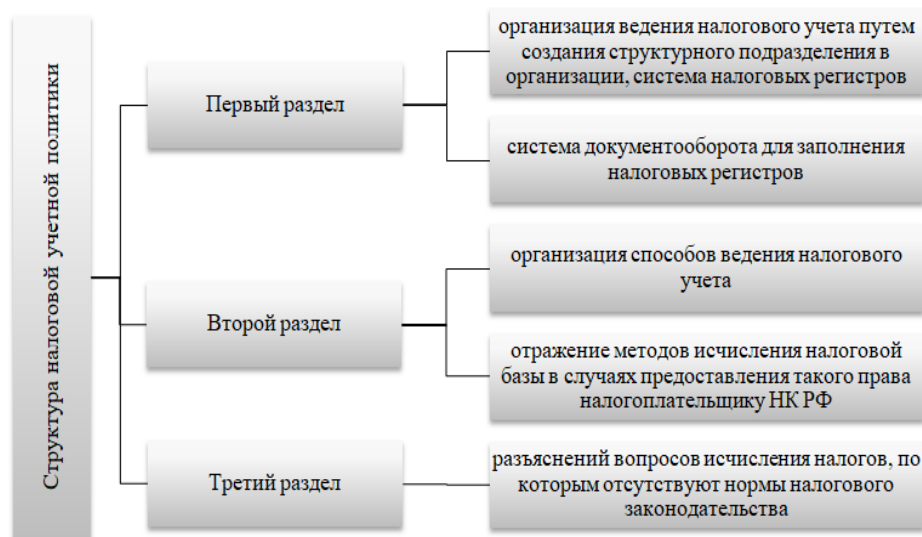 Структура налоговой учетной политики
Первый раздел
организация ведения налогового учета путем
создания структурного подразделения в
организации, система налоговых регистров
система документооборота для заполнения
налоговых регистров
Второй раздел
организация способов ведения налогового
учета
отражение методов исчисления налоговой
базы в случаях предоставления такого права
налогоплательщику НК РФ
Третий раздел
разъяснений вопросов исчисления налогов, по
которым отсутствуют нормы налогового
законодательства